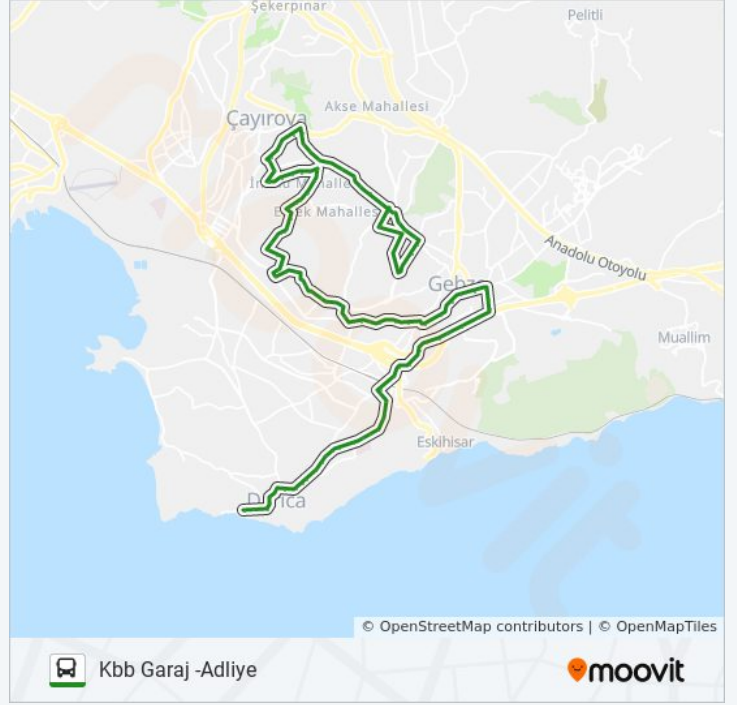 Şekerpınar
Pelitli
Akse Mahallesi
Çayırova
Anadolu Otoyolu
Muallim
Eskihisar
© OpenStreetMap contributors | © OpenMapTiles
Kbb Garaj -Adliye
moovit